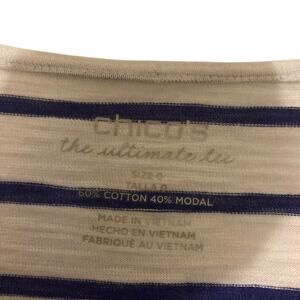 chico's
the ultimate tee
SIZE 0
TALLA 0
60% COTTON 40% MODAL
MADE IN VIETNAM
HECHO EN VIETNAM
FABRIQUÉ AU VIETNAM